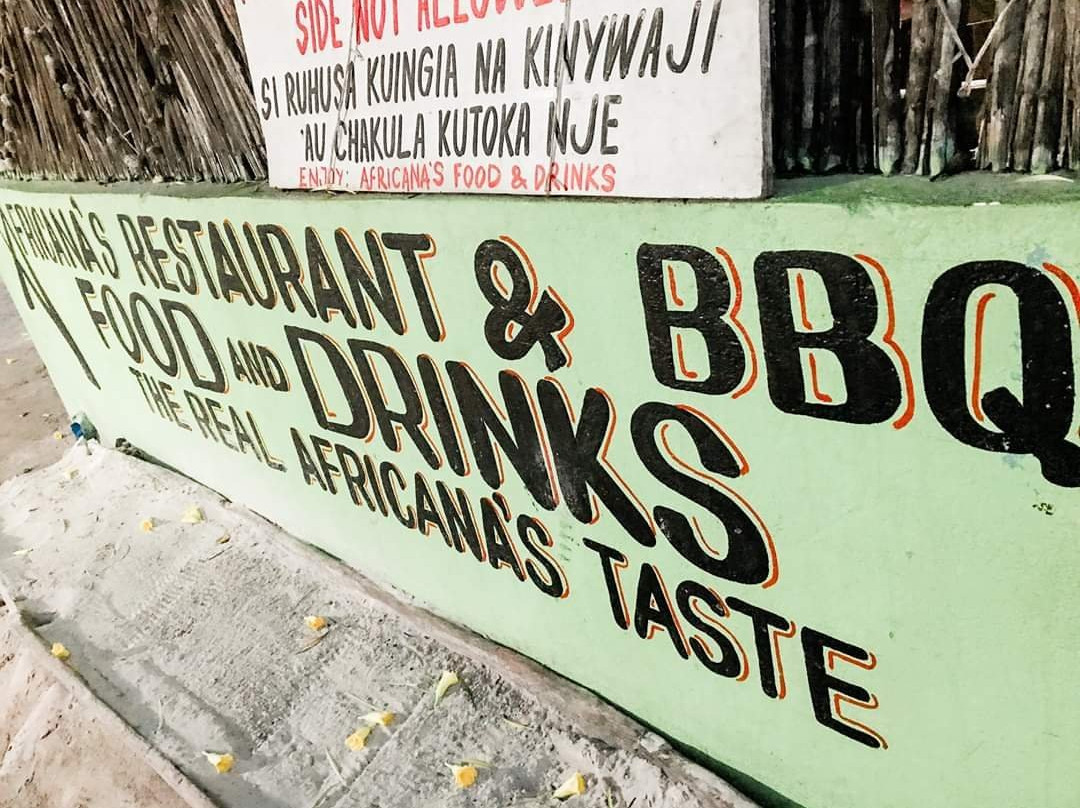 SIDE NOT ALLOWE
SI RUHUSA KUINGIA NA KINYWAJI
AU CHAKULA KUTOKA NJE
ENJOY: AFRICANA'S FOOD & DRINKS
AFRICANA'S RESTAURANT & BBQ
FOOD AND DRINKS
THE REAL AFRICANA'S TASTE